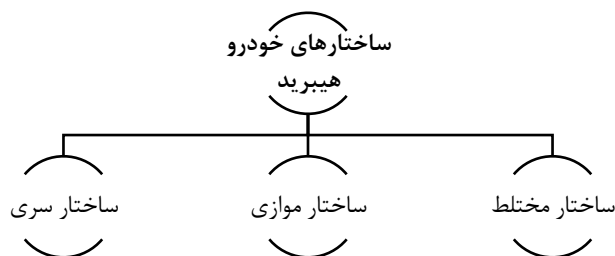 ساختارهای خودرو
هیبرید
ساختار مختلط
ساختار موازی
ساختار سری